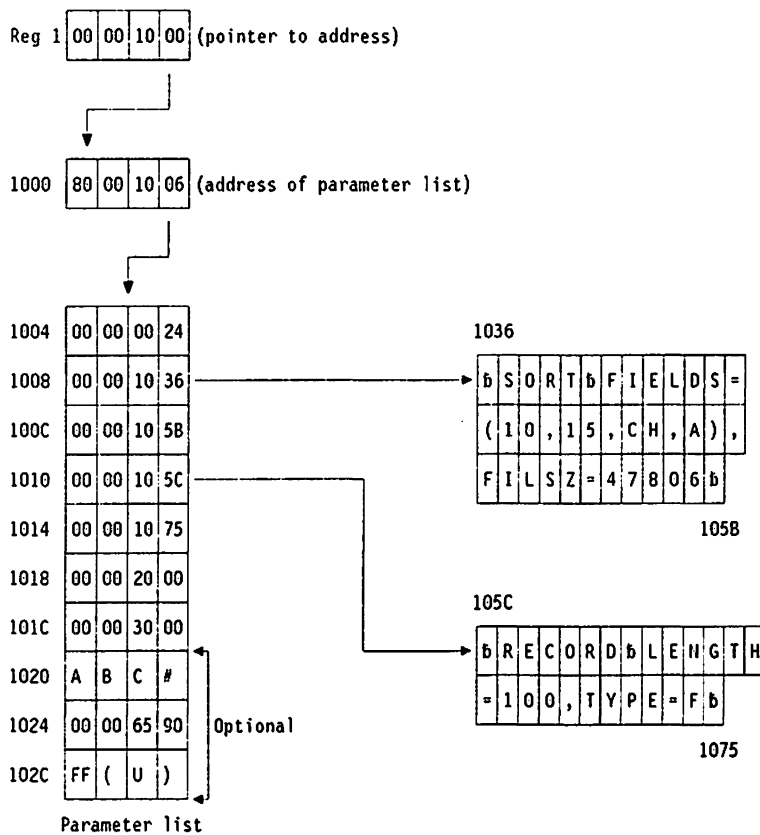 Reg 1 00 00 10 00 (pointer to address)
1000 80 00 10 06 (address of parameter list)
1004 00 00 00 24
1008 00 00 10 36
100C 00 00 10 5B
1010 00 00 10 5C
1014 00 00 10 75
1018 00 00 20 00
101C 00 00 30 00
1020 A B C #
1024 00 00 65 90
102C FF ( U )
Optional
Parameter list
1036
ƀ S O R T ƀ F I E L D S =
( 1 0 , 1 5 , C H , A ) ,
F I L S Z = 4 7 8 0 6 ƀ
105B
105C
ƀ R E C O R D ƀ L E N G T H
= 1 0 0 , T Y P E = F ƀ
1075